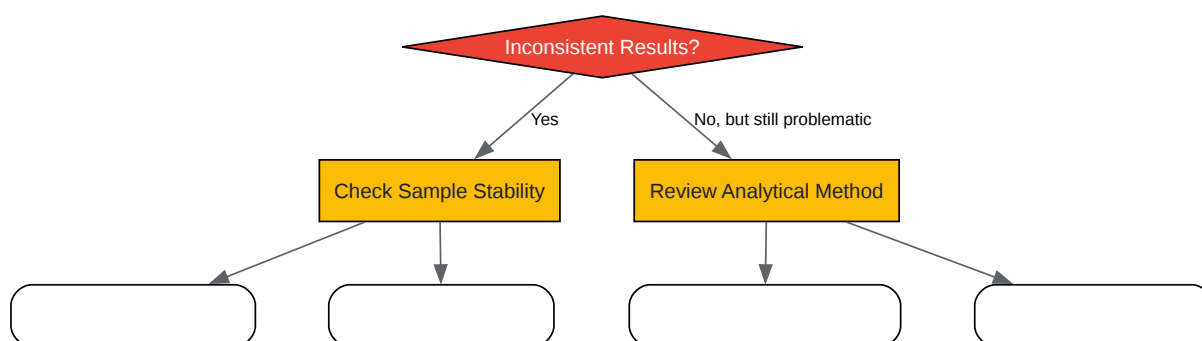 Inconsistent Results?
Yes
No, but still problematic
Check Sample Stability
Review Analytical Method